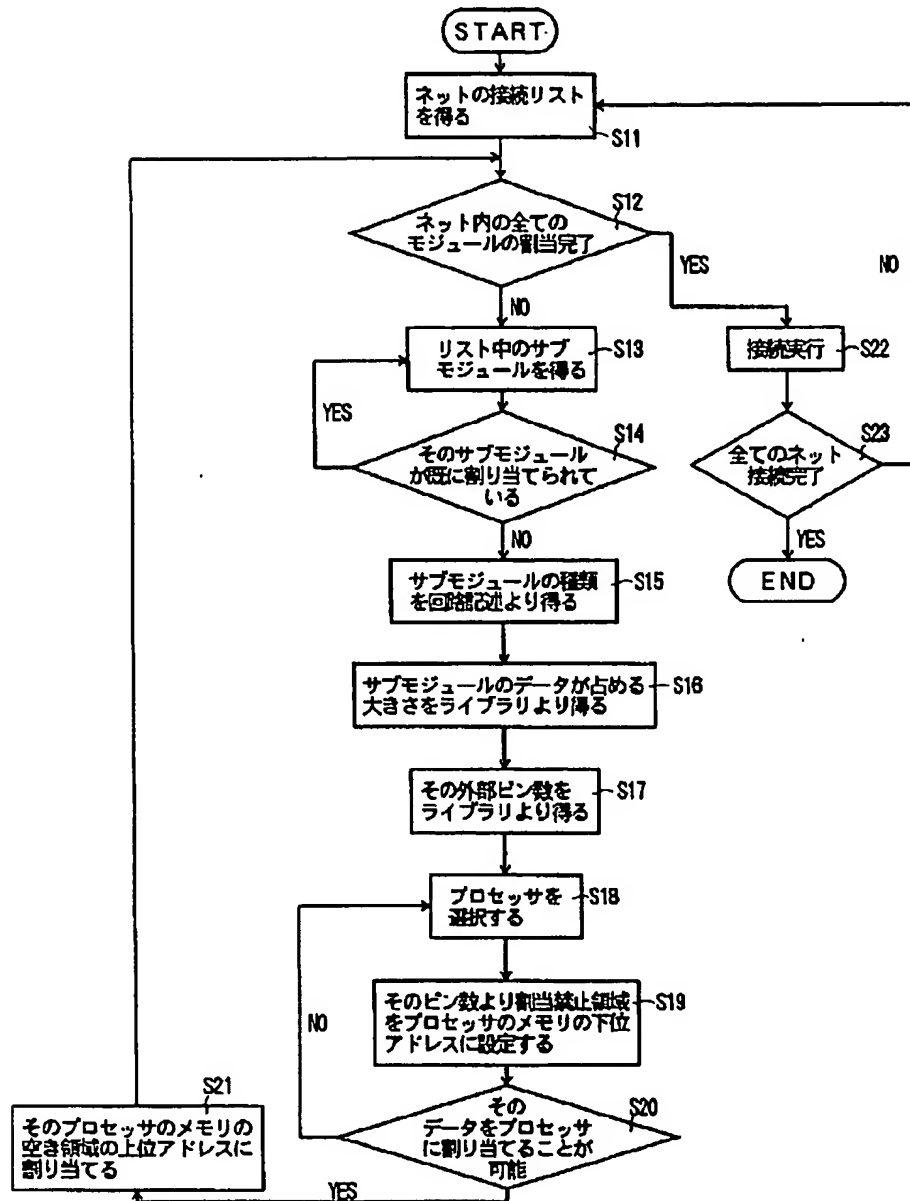 START
ネットの接続リスト
を得る
S11
S12
ネット内の全ての
モジュールの割当完了
YES
NO
NO
リスト中のサブ
モジュールを得る
S13
接続実行
S22
YES
S14
そのサブモジュール
が既に割り当てられて
いる
S23
全てのネット
接続完了
NO
YES
サブモジュールの種類
を回路記述より得る
S15
END
サブモジュールのデータが占める
大きさをライブラリより得る
S16
その外部ピン数を
ライブラリより得る
S17
プロセッサを
選択する
S18
そのピン数より割当禁止領域
をプロセッサのメモリの下位
アドレスに設定する
S19
NO
S21
そのプロセッサのメモリの
空き領域の上位アドレスに
割り当てる
S20
その
データをプロセッサ
に割り当てることが
可能
YES